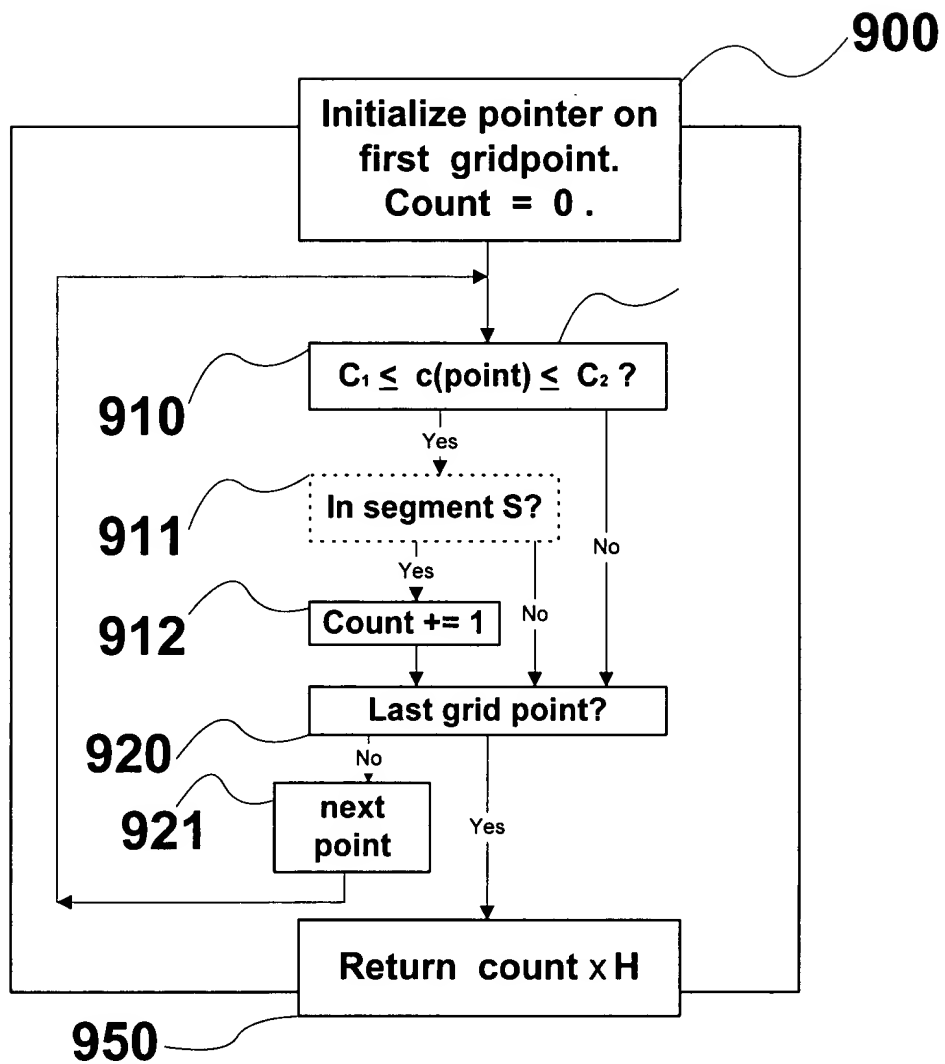 900
Initialize pointer on
first gridpoint.
Count = 0 .
910
C₁ ≤ c(point) ≤ C₂ ?
Yes
No
911
In segment S?
Yes
No
912
Count += 1
920
Last grid point?
No
Yes
921
next
point
950
Return count x H